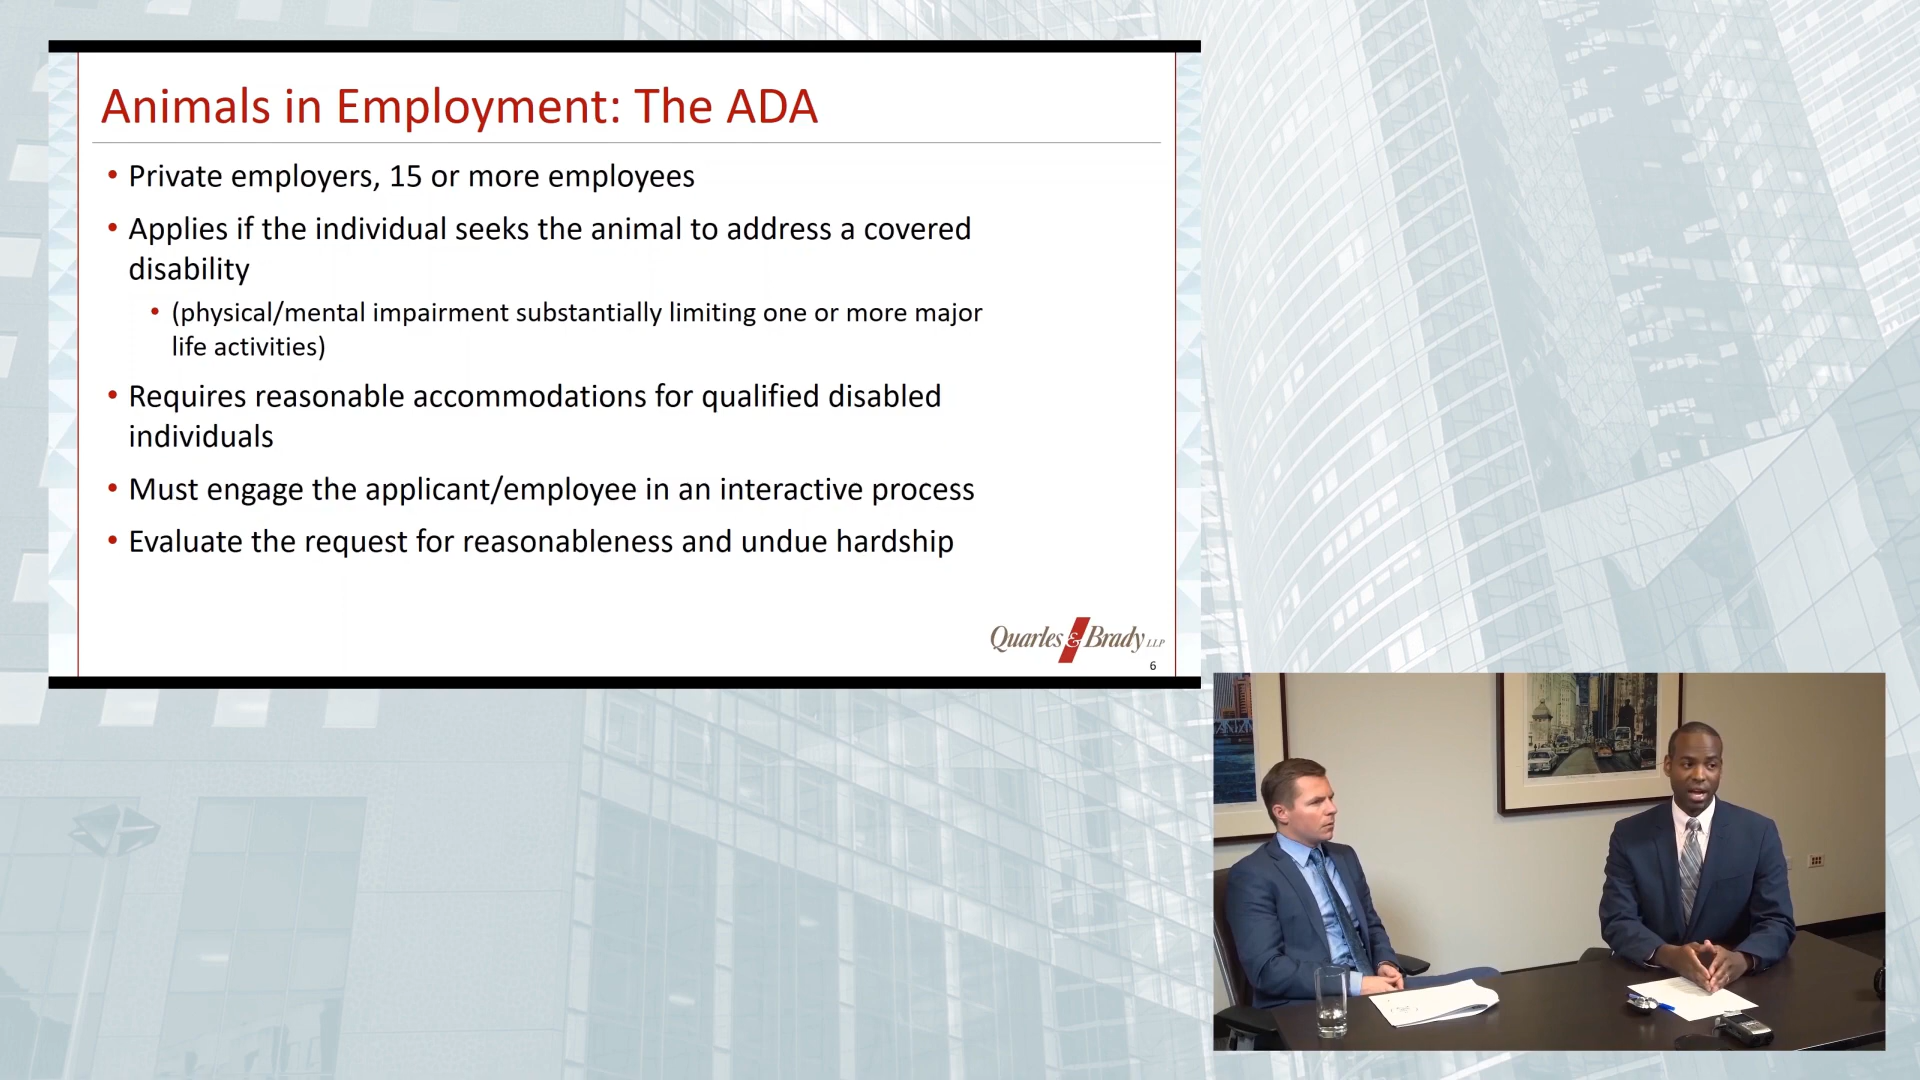 Animals in Employment: The ADA
• Private employers, 15 or more employees
• Applies if the individual seeks the animal to address a covered
disability
• (physical/mental impairment substantially limiting one or more major
life activities)
• Requires reasonable accommodations for qualified disabled
individuals
• Must engage the applicant/employee in an interactive process
• Evaluate the request for reasonableness and undue hardship
Quarles & Brady LLP
6